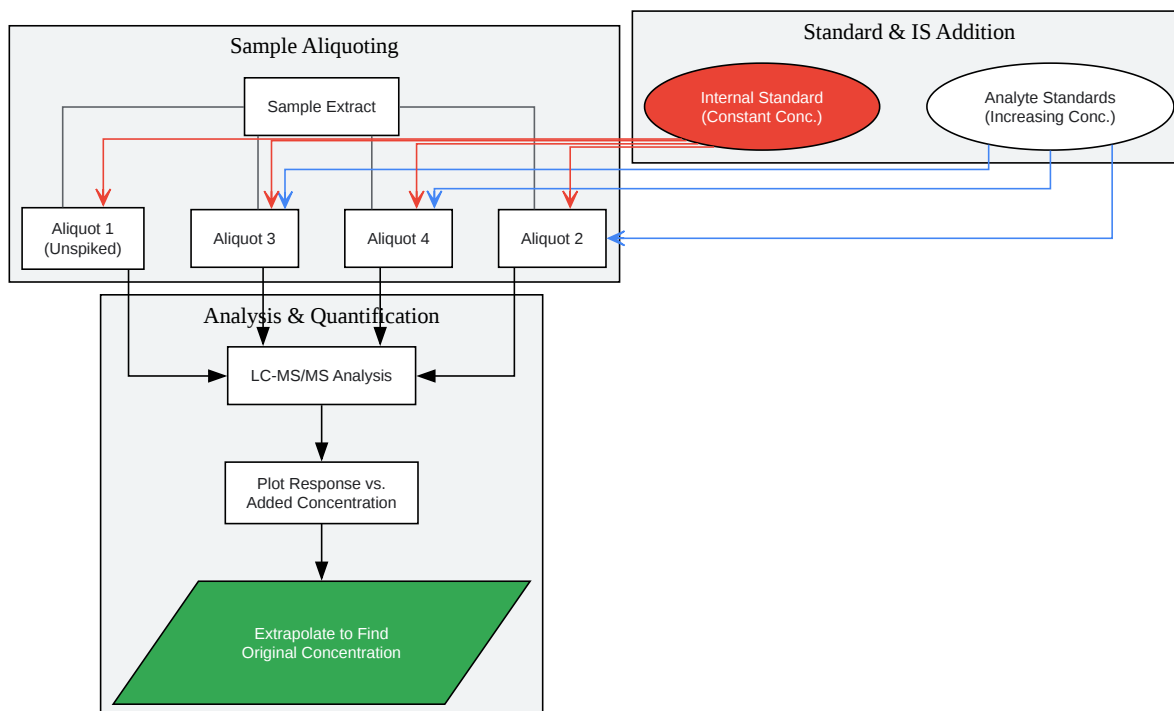 Sample Aliquoting
Standard & IS Addition
Sample Extract
Internal Standard
(Constant Conc.)
Analyte Standards
(Increasing Conc.)
Aliquot 1
(Unspiked)
Aliquot 3
Aliquot 4
Aliquot 2
Analysis & Quantification
LC-MS/MS Analysis
Plot Response vs.
Added Concentration
Extrapolate to Find
Original Concentration